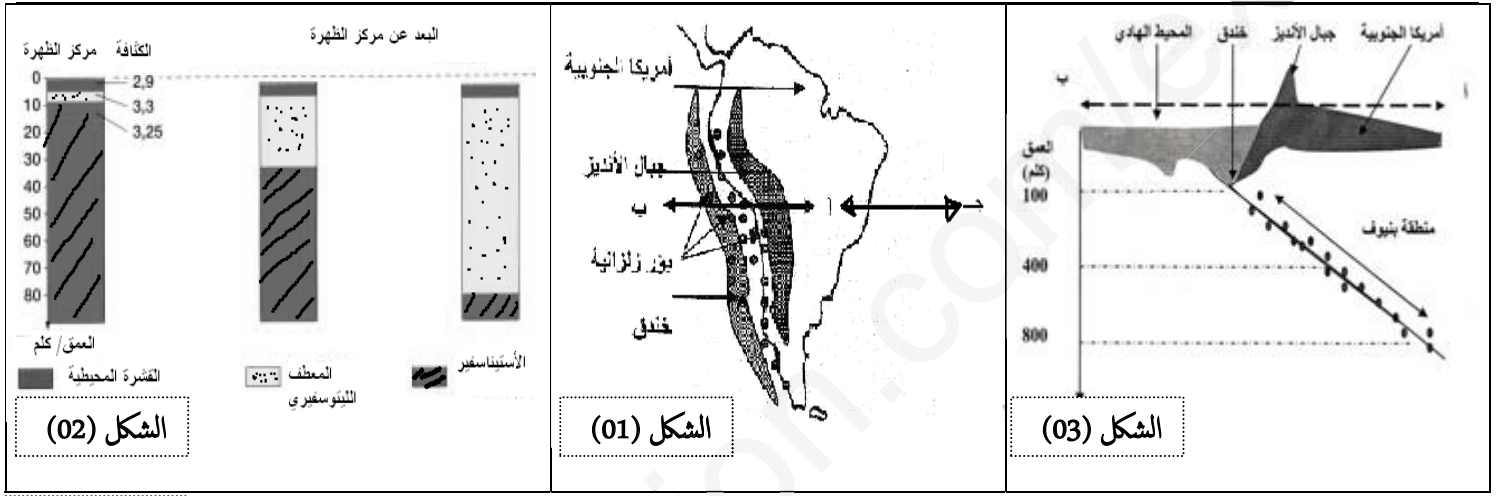 البعد عن مركز الظهرة
الكثافة
مركز الظهرة
0
10
20
30
40
50
60
70
80
2,9
3,3
3,25
العمق/ كلم
القشرة المحيطية
المعطف
الليتوسفيري
الأستيناسفير
الشكل (02)
أمريكا الجنوبية
جبال الأنديز
ب
أ
بؤر زلزالية
خندق
الشكل (01)
المحيط الهادي
خندق
جبال الأنديز
أمريكا الجنوبية
ب
أ
العمق
(كلم)
100
400
800
منطقة بنيوف
الشكل (03)